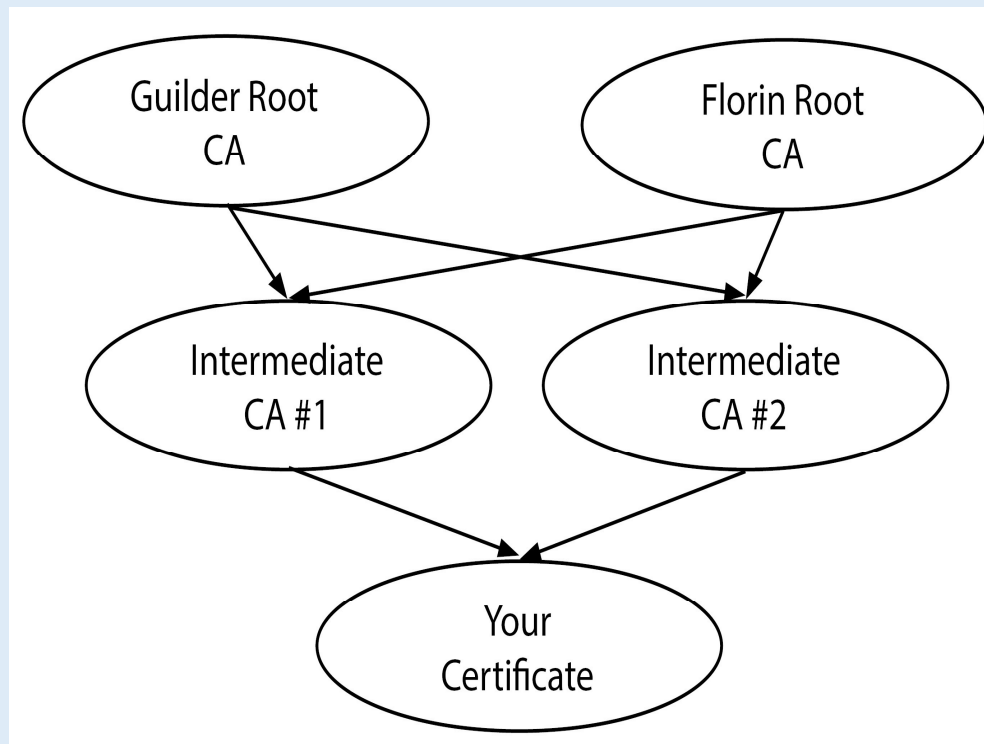 Guilder Root
CA
Florin Root
CA
Intermediate
CA #1
Intermediate
CA #2
Your
Certificate